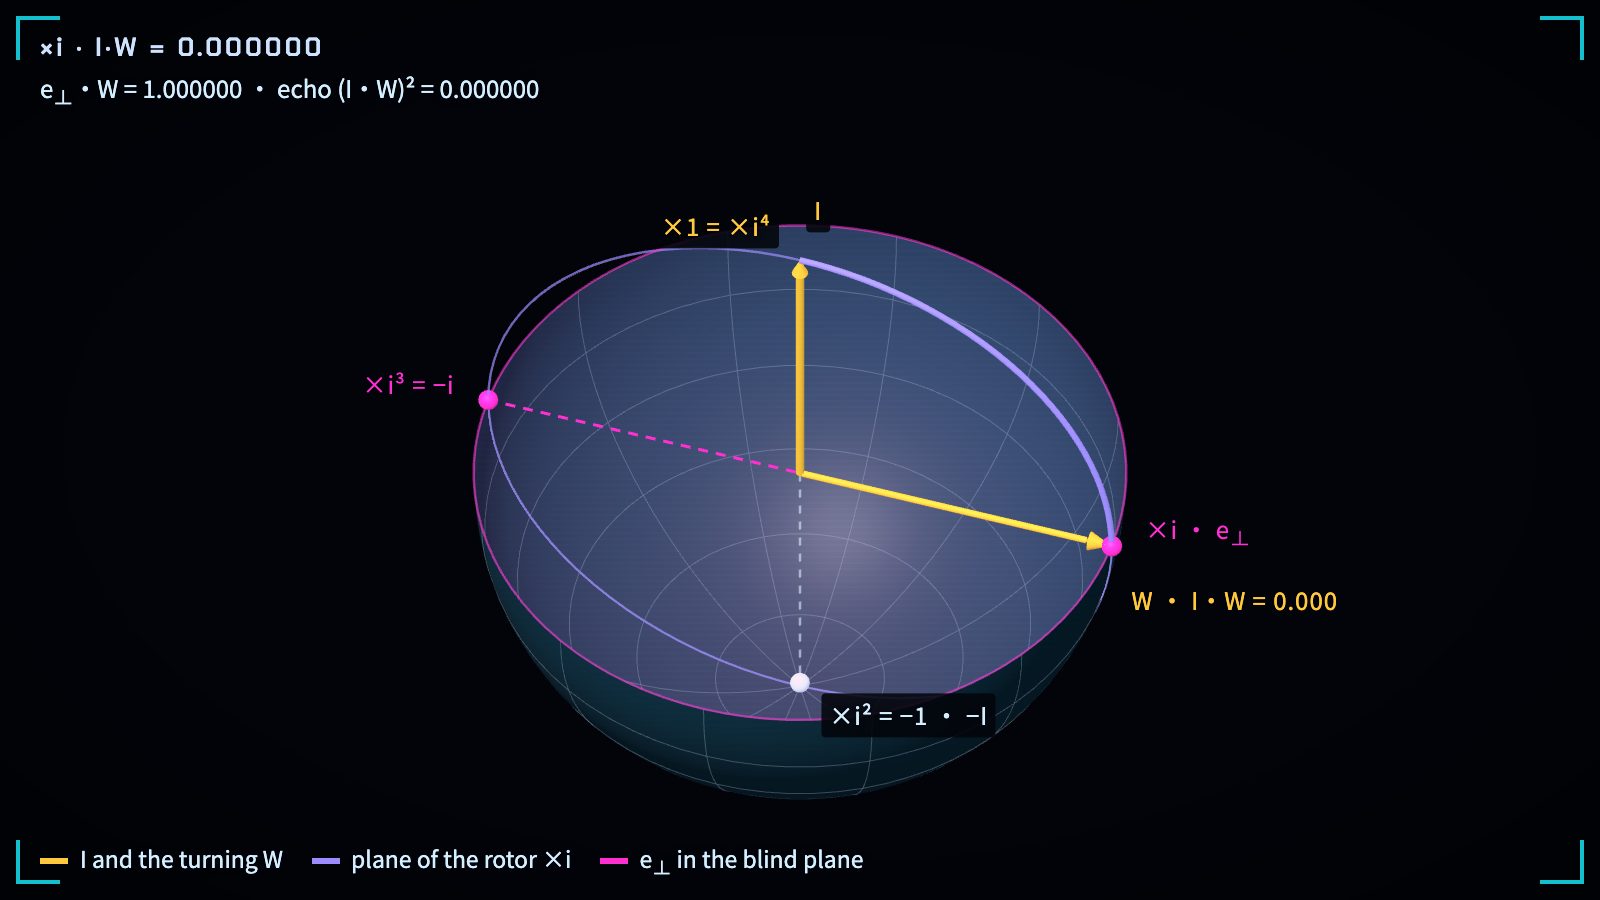 ×i · I·W = 0.000000
e⊥ · W = 1.000000 · echo (I · W)² = 0.000000
I
×1 = ×i⁴
×i³ = −i
×i · e⊥
W · I · W = 0.000
×i² = −1 · −I
I and the turning W
plane of the rotor ×i
e⊥ in the blind plane